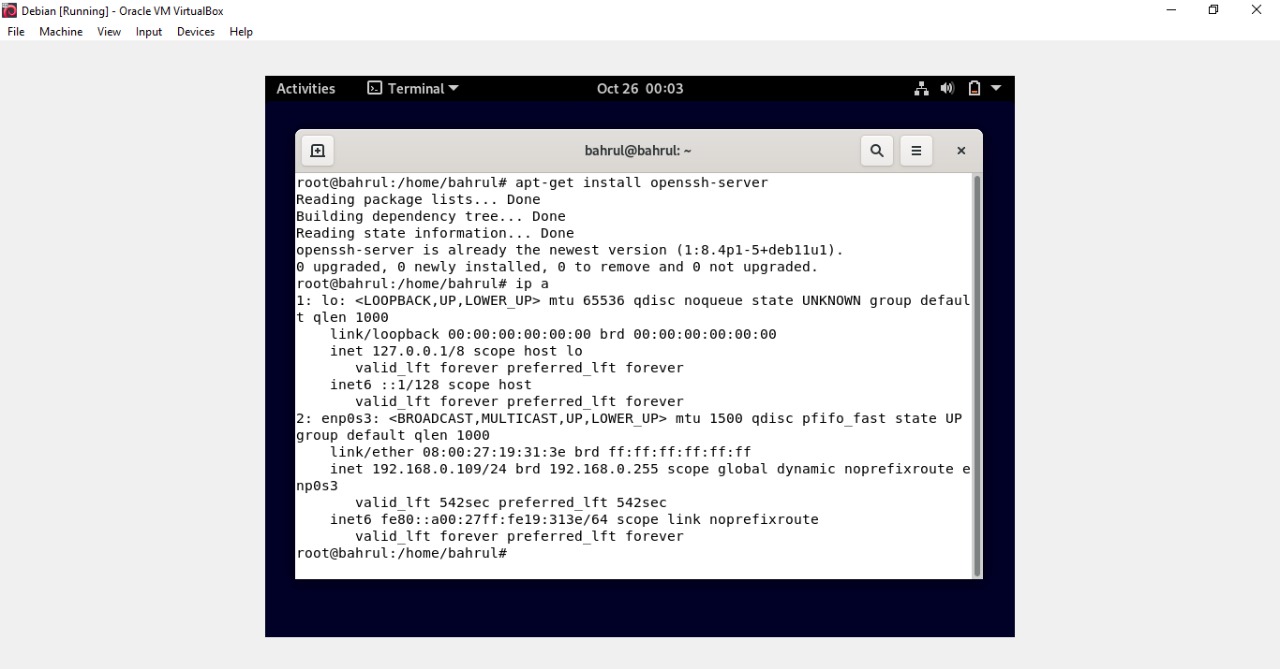 Debian [Running] - Oracle VM VirtualBox
File Machine View Input Devices Help
Activities Terminal Oct 26 00:03
bahrul@bahrul: ~
root@bahrul:/home/bahrul# apt-get install openssh-server
Reading package lists... Done
Building dependency tree... Done
Reading state information... Done
openssh-server is already the newest version (1:8.4p1-5+deb11u1).
0 upgraded, 0 newly installed, 0 to remove and 0 not upgraded.
root@bahrul:/home/bahrul# ip a
1: lo: <LOOPBACK,UP,LOWER_UP> mtu 65536 qdisc noqueue state UNKNOWN group defaul
t qlen 1000
    link/loopback 00:00:00:00:00:00 brd 00:00:00:00:00:00
    inet 127.0.0.1/8 scope host lo
       valid_lft forever preferred_lft forever
    inet6 ::1/128 scope host
       valid_lft forever preferred_lft forever
2: enp0s3: <BROADCAST,MULTICAST,UP,LOWER_UP> mtu 1500 qdisc pfifo_fast state UP
group default qlen 1000
    link/ether 08:00:27:19:31:3e brd ff:ff:ff:ff:ff:ff
    inet 192.168.0.109/24 brd 192.168.0.255 scope global dynamic noprefixroute e
np0s3
       valid_lft 542sec preferred_lft 542sec
    inet6 fe80::a00:27ff:fe19:313e/64 scope link noprefixroute
       valid_lft forever preferred_lft forever
root@bahrul:/home/bahrul#